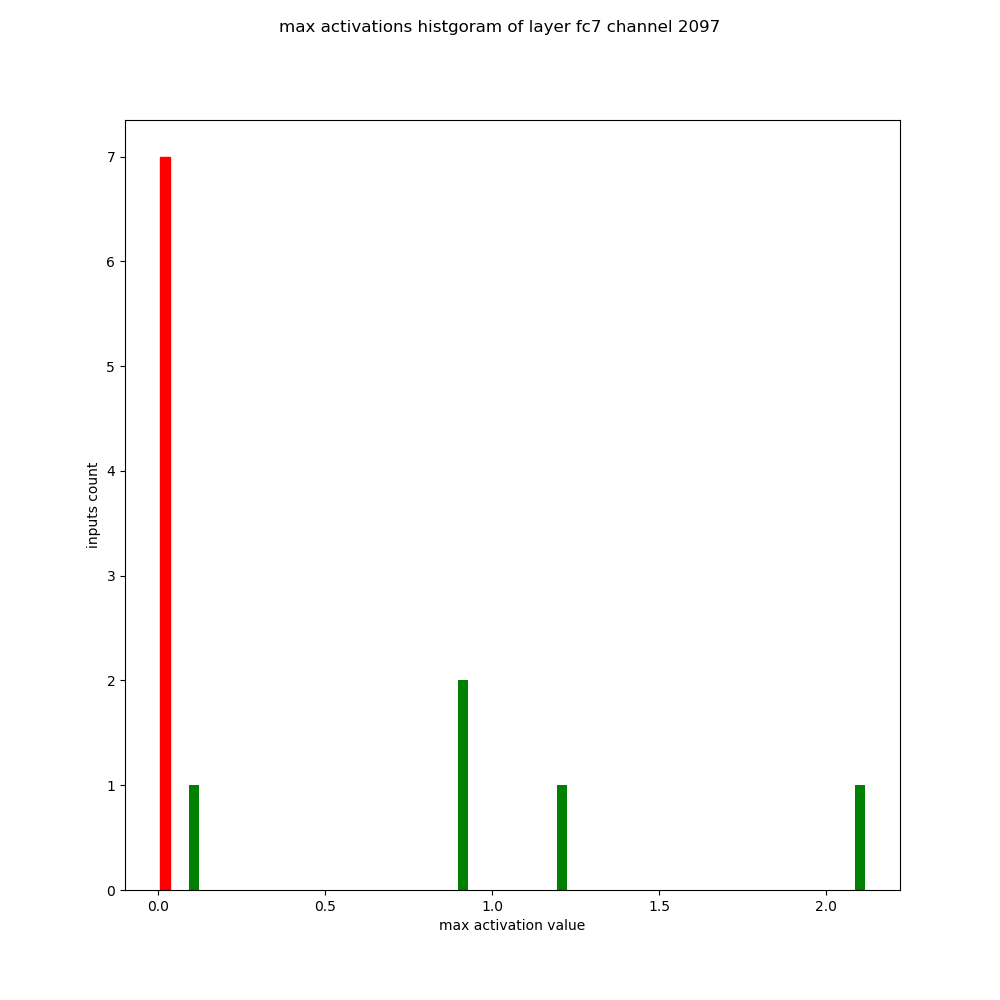 max activations histgoram of layer fc7 channel 2097
7
6
5
4
3
2
1
0
inputs count
0.0 0.5 1.0 1.5 2.0
max activation value